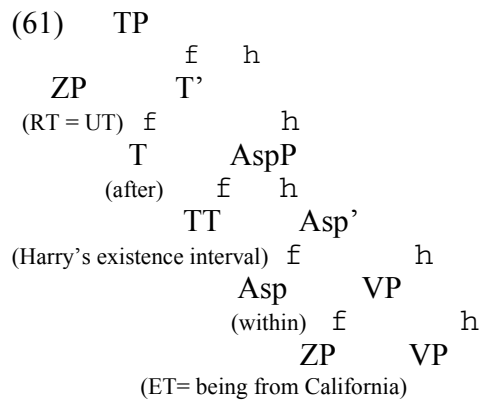 (61) TP
f h
ZP T’
(RT = UT) f h
T AspP
(after) f h
TT Asp’
(Harry’s existence interval) f h
Asp VP
(within) f h
ZP VP
(ET= being from California)